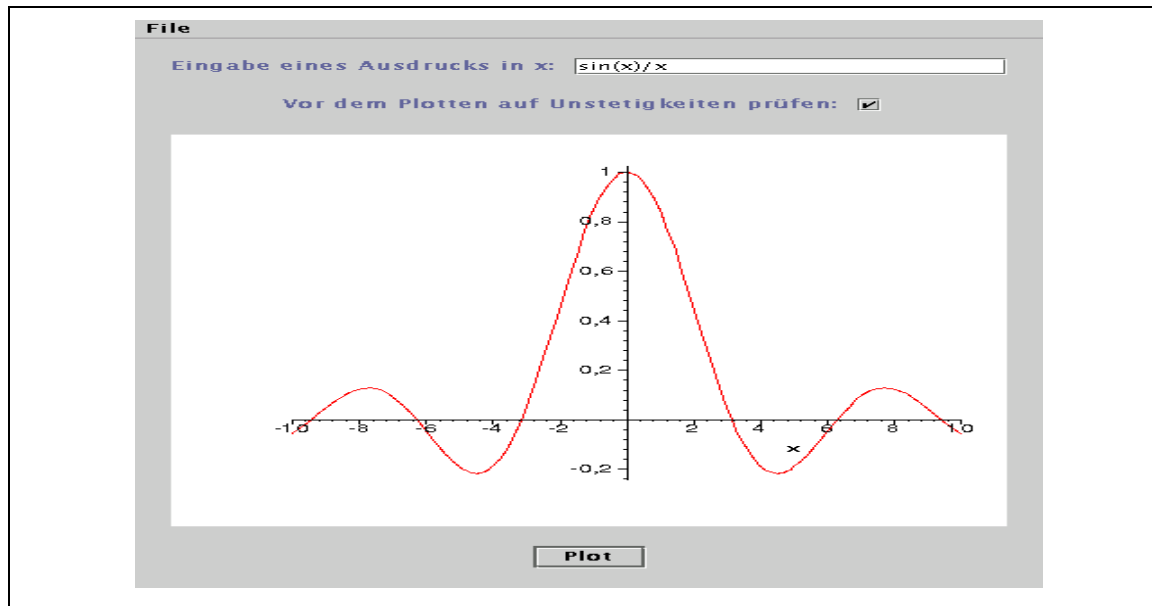 File
Eingabe eines Ausdrucks in x: sin(x)/x
Vor dem Plotten auf Unstetigkeiten prüfen:
1
0,8
0,6
0,4
0,2
-10 -8 -6 -4 -2 2 4 6 8 10
x
-0,2
Plot